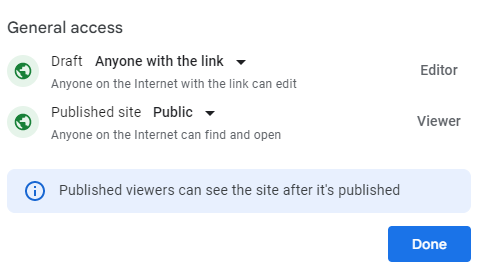 General access
Draft Anyone with the link
Anyone on the Internet with the link can edit
Editor
Published site Public
Anyone on the Internet can find and open
Viewer
Published viewers can see the site after it's published
Done